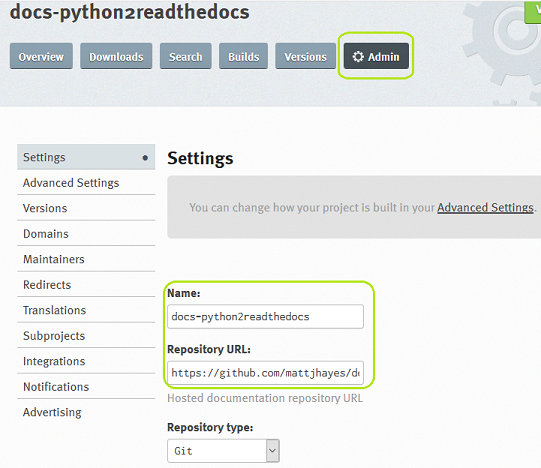 docs-python2readthedocs
Overview Downloads Search Builds Versions Admin
Settings
Advanced Settings
Versions
Domains
Maintainers
Redirects
Translations
Subprojects
Integrations
Notifications
Advertising
Settings
You can change how your project is built in your Advanced Settings.
Name:
docs-python2readthedocs
Repository URL:
https://github.com/mattjhayes/do
Hosted documentation repository URL
Repository type:
Git